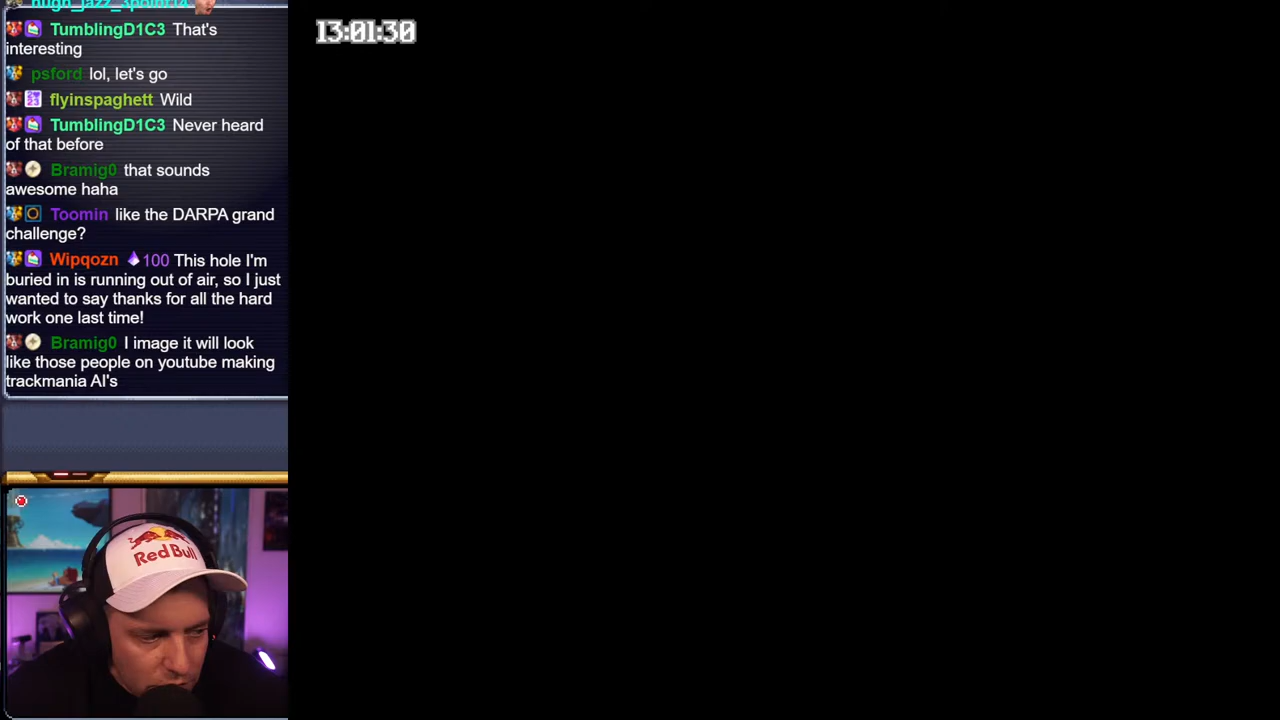 hugh_jazz_3point14
13:01:30
TumblingD1C3 That's
interesting
psford lol, let's go
flyinspaghett Wild
TumblingD1C3 Never heard
of that before
Bramig0 that sounds
awesome haha
Toomin like the DARPA grand
challenge?
Wipqozn 100 This hole I'm
buried in is running out of air, so I just
wanted to say thanks for all the hard
work one last time!
Bramig0 I image it will look
like those people on youtube making
trackmania AI's
Red Bull